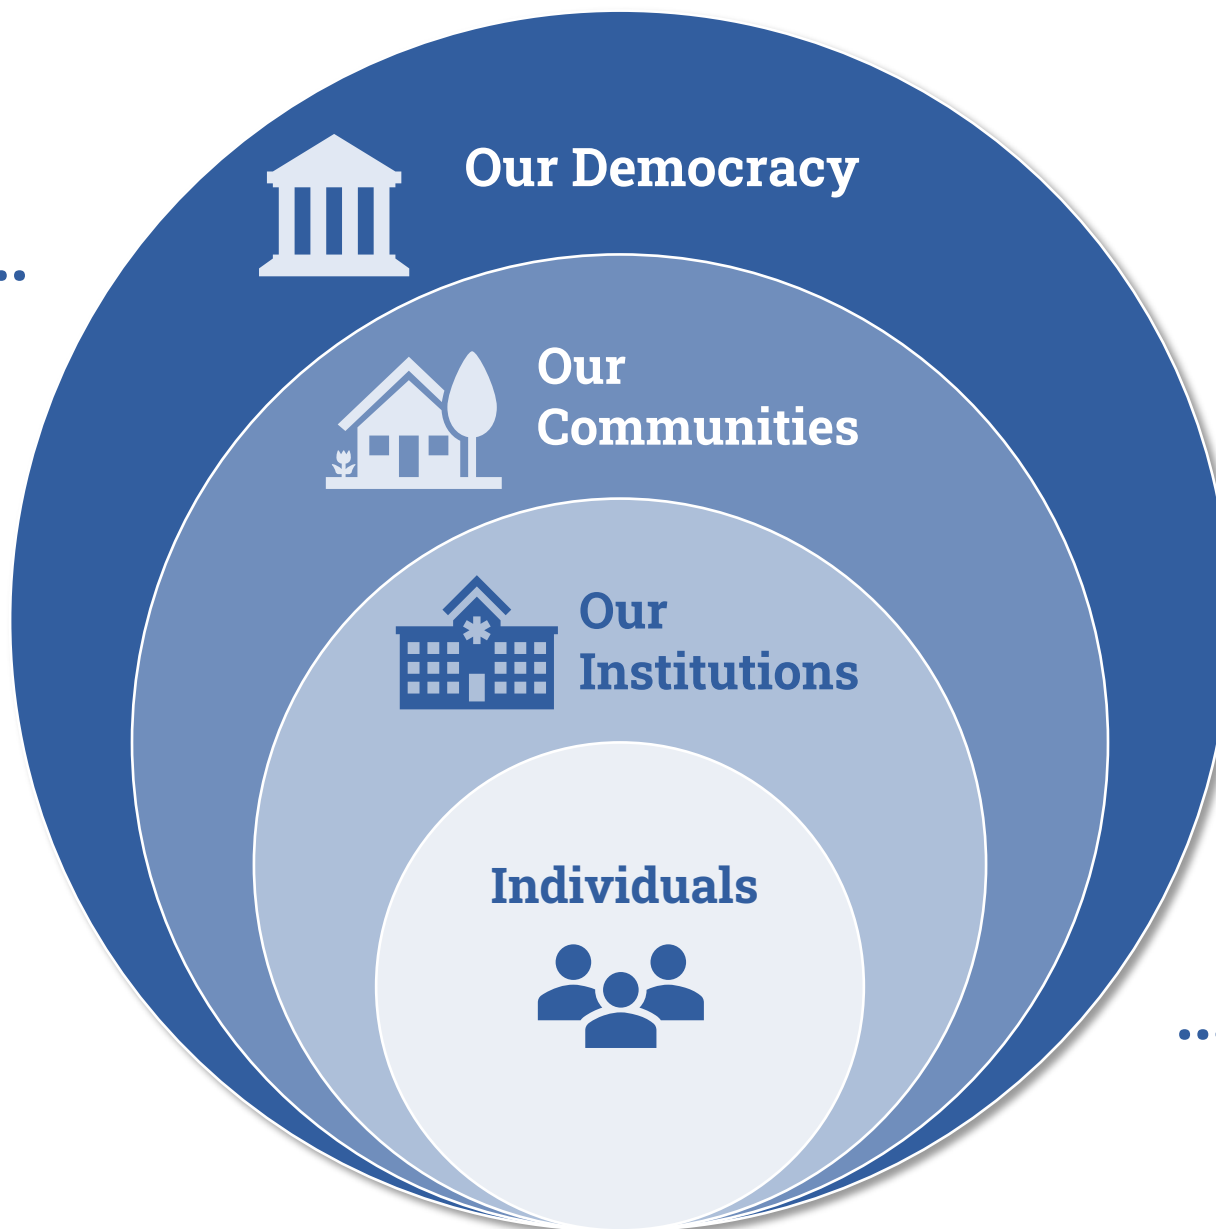 Our Democracy
Our
Communities
Our
Institutions
Individuals